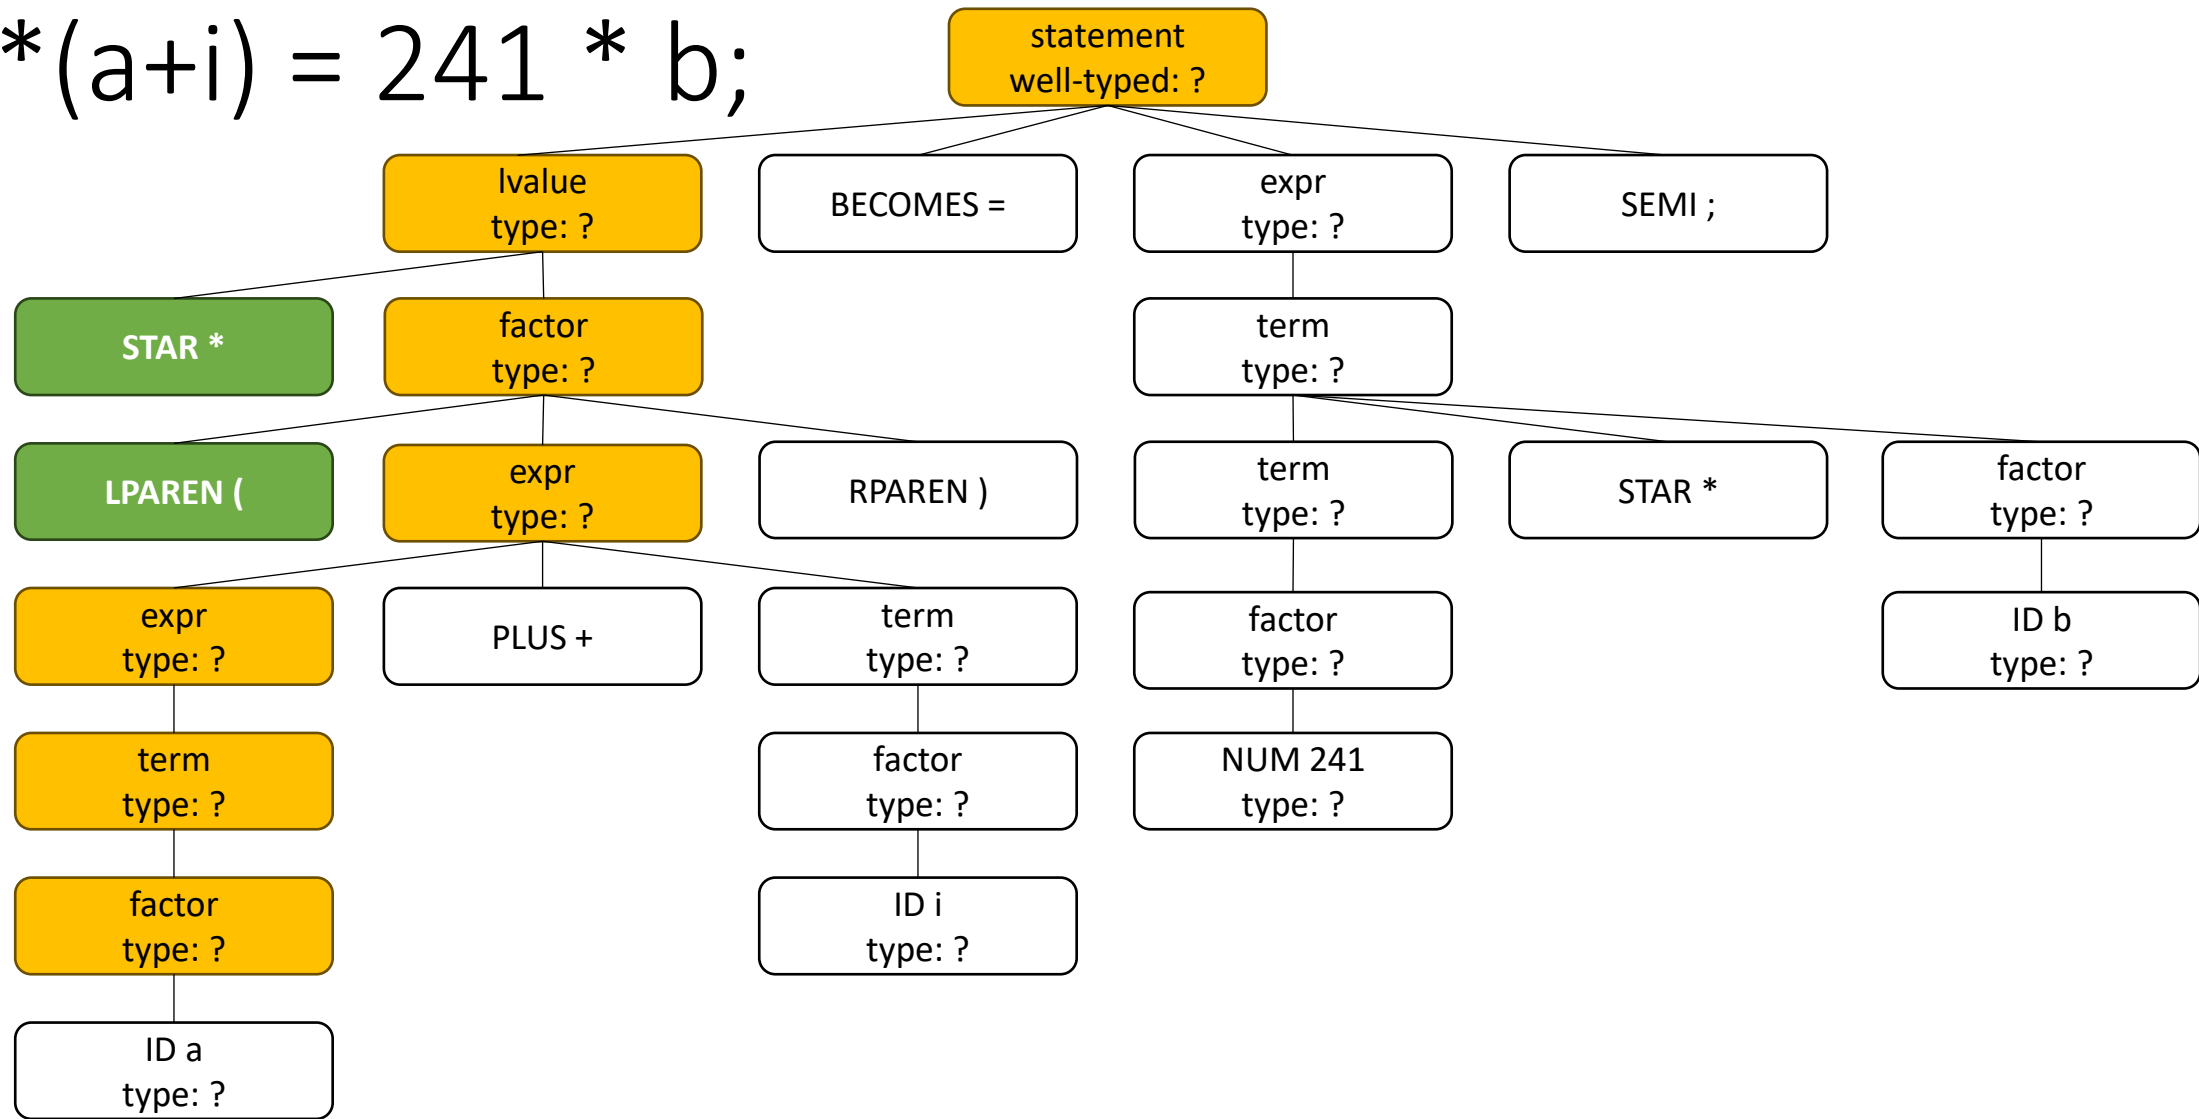 *(a+i) = 241 * b;
statement
well-typed: ?
lvalue
type: ?
BECOMES =
expr
type: ?
SEMI ;
STAR *
factor
type: ?
term
type: ?
LPAREN (
expr
type: ?
RPAREN )
term
type: ?
STAR *
factor
type: ?
expr
type: ?
PLUS +
term
type: ?
factor
type: ?
ID b
type: ?
term
type: ?
factor
type: ?
NUM 241
type: ?
factor
type: ?
ID i
type: ?
ID a
type: ?